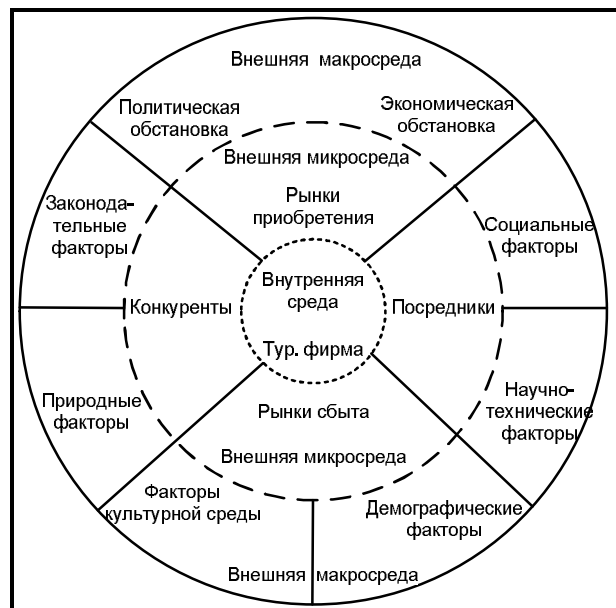 Внешняя макросреда
Политическая
обстановка
Экономическая
обстановка
Внешняя микросреда
Рынки
приобретения
Законода-
тельные
факторы
Социальные
факторы
Внутренняя
среда
Конкуренты
Посредники
Тур. фирма
Природные
факторы
Научно-
технические
факторы
Рынки сбыта
Внешняя микросреда
Факторы
культурной среды
Демографические
факторы
Внешняя макросреда